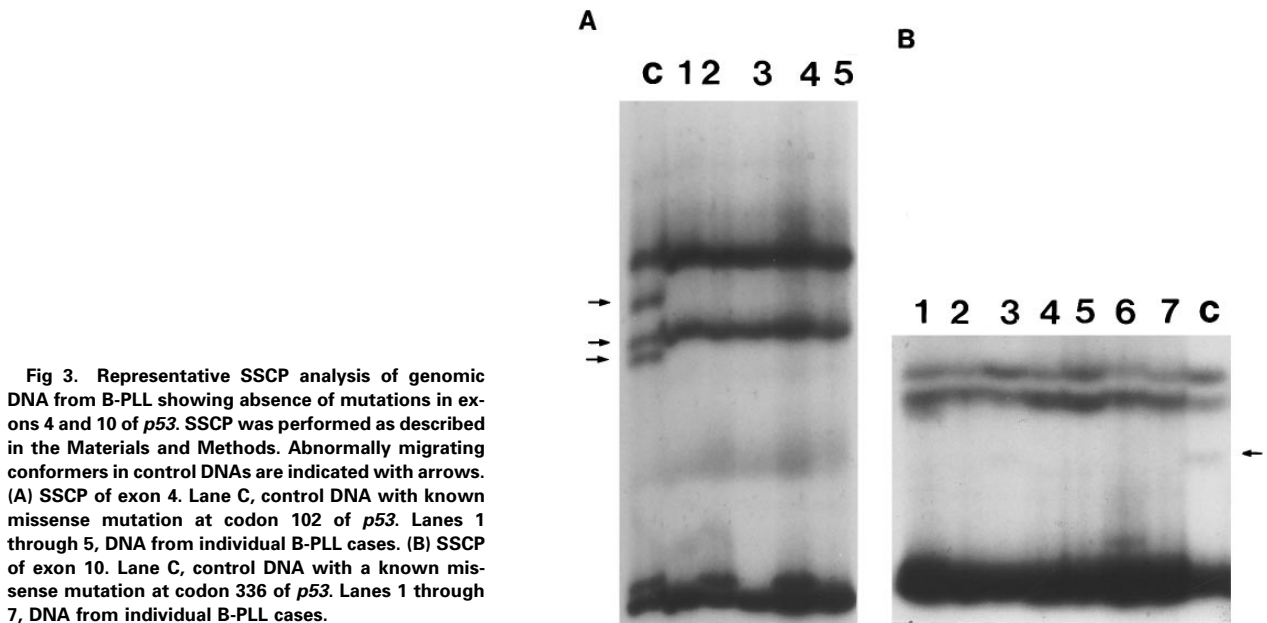 Fig 3. Representative SSCP analysis of genomic
DNA from B-PLL showing absence of mutations in ex-
ons 4 and 10 of p53. SSCP was performed as described
in the Materials and Methods. Abnormally migrating
conformers in control DNAs are indicated with arrows.
(A) SSCP of exon 4. Lane C, control DNA with known
missense mutation at codon 102 of p53. Lanes 1
through 5, DNA from individual B-PLL cases. (B) SSCP
of exon 10. Lane C, control DNA with a known mis-
sense mutation at codon 336 of p53. Lanes 1 through
7, DNA from individual B-PLL cases.
A
C 1 2 3 4 5
B
1 2 3 4 5 6 7 C